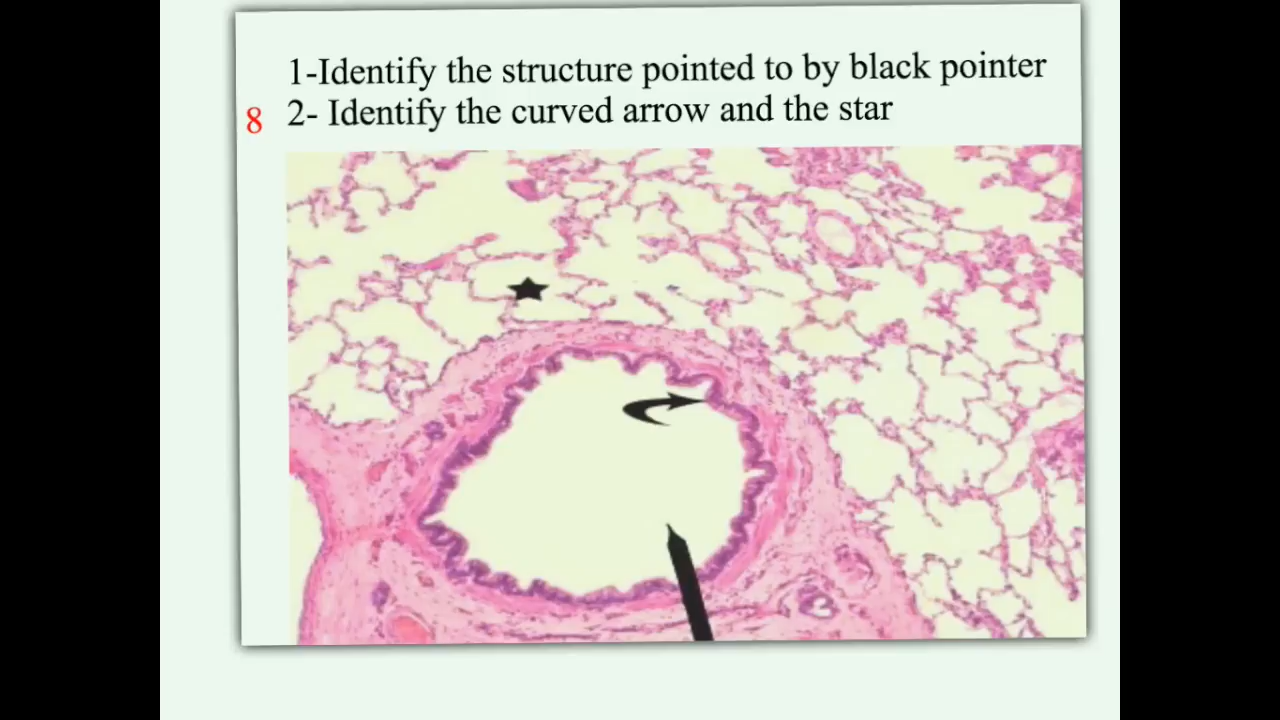 1-Identify the structure pointed to by black pointer
8 2- Identify the curved arrow and the star